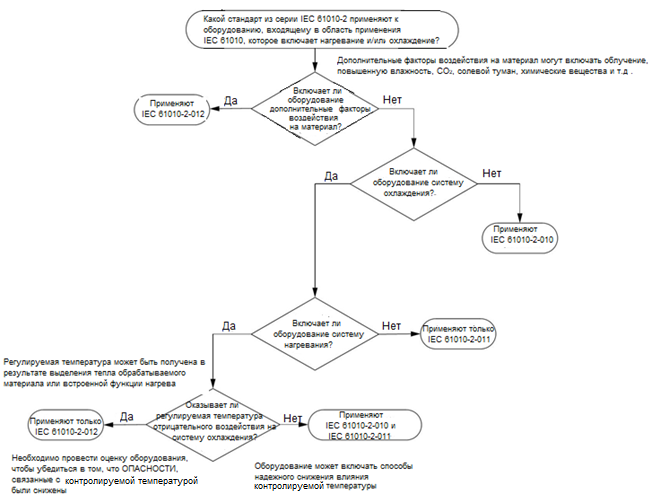 Какой стандарт из серии IEC 61010-2 применяют к
оборудованию, входящему в область применения
IEC 61010, которое включает нагревание и/или охлаждение?
Дополнительные факторы воздействия на материал могут включать облучение,
повышенную влажность, CO₂, солевой туман, химические вещества и т.д .
Включает ли
оборудование
дополнительные факторы
воздействия
на материал?
Да
Нет
Применяют
IEC 61010-2-012
Включает ли
оборудование систему
охлаждения?.
Да
Нет
Применяют
IEC 61010-2-010
Включает ли
оборудование систему
нагревания?
Да
Нет
Применяют только
IEC 61010-2-011
Регулируемая температура может быть получена в
результате выделения тепла обрабатываемого
материала или встроенной функции нагрева
Оказывает ли
регулируемая температура
отрицательного воздействия на
систему охлаждения?
Да
Нет
Применяют только
IEC 61010-2-012
Применяют
IEC 61010-2-010 и
IEC 61010-2-011
Необходимо провести оценку оборудования,
чтобы убедиться в том, что ОПАСНОСТИ,
связанные с контролируемой температурой
были снижены
Оборудование может включать способы
надежного снижения влияния
контролируемой температуры